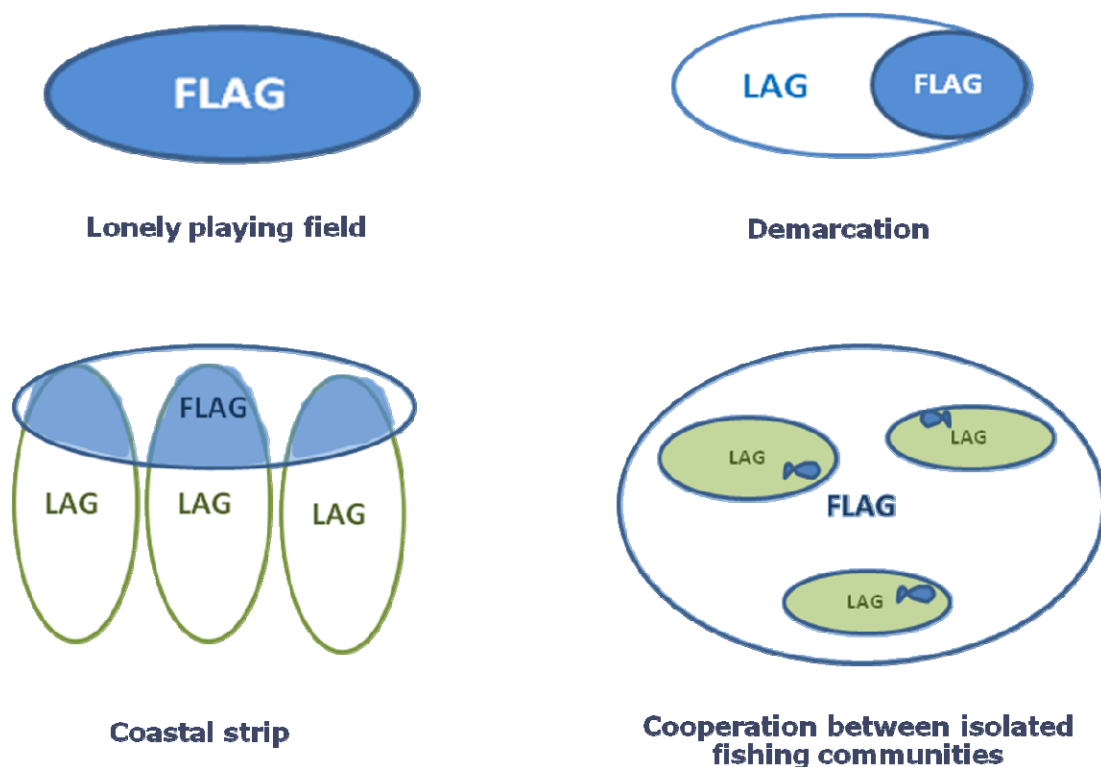 FLAG
Lonely playing field
LAG
FLAG
Demarcation
FLAG
LAG
LAG
LAG
Coastal strip
LAG
LAG
FLAG
LAG
Cooperation between isolated
fishing communities